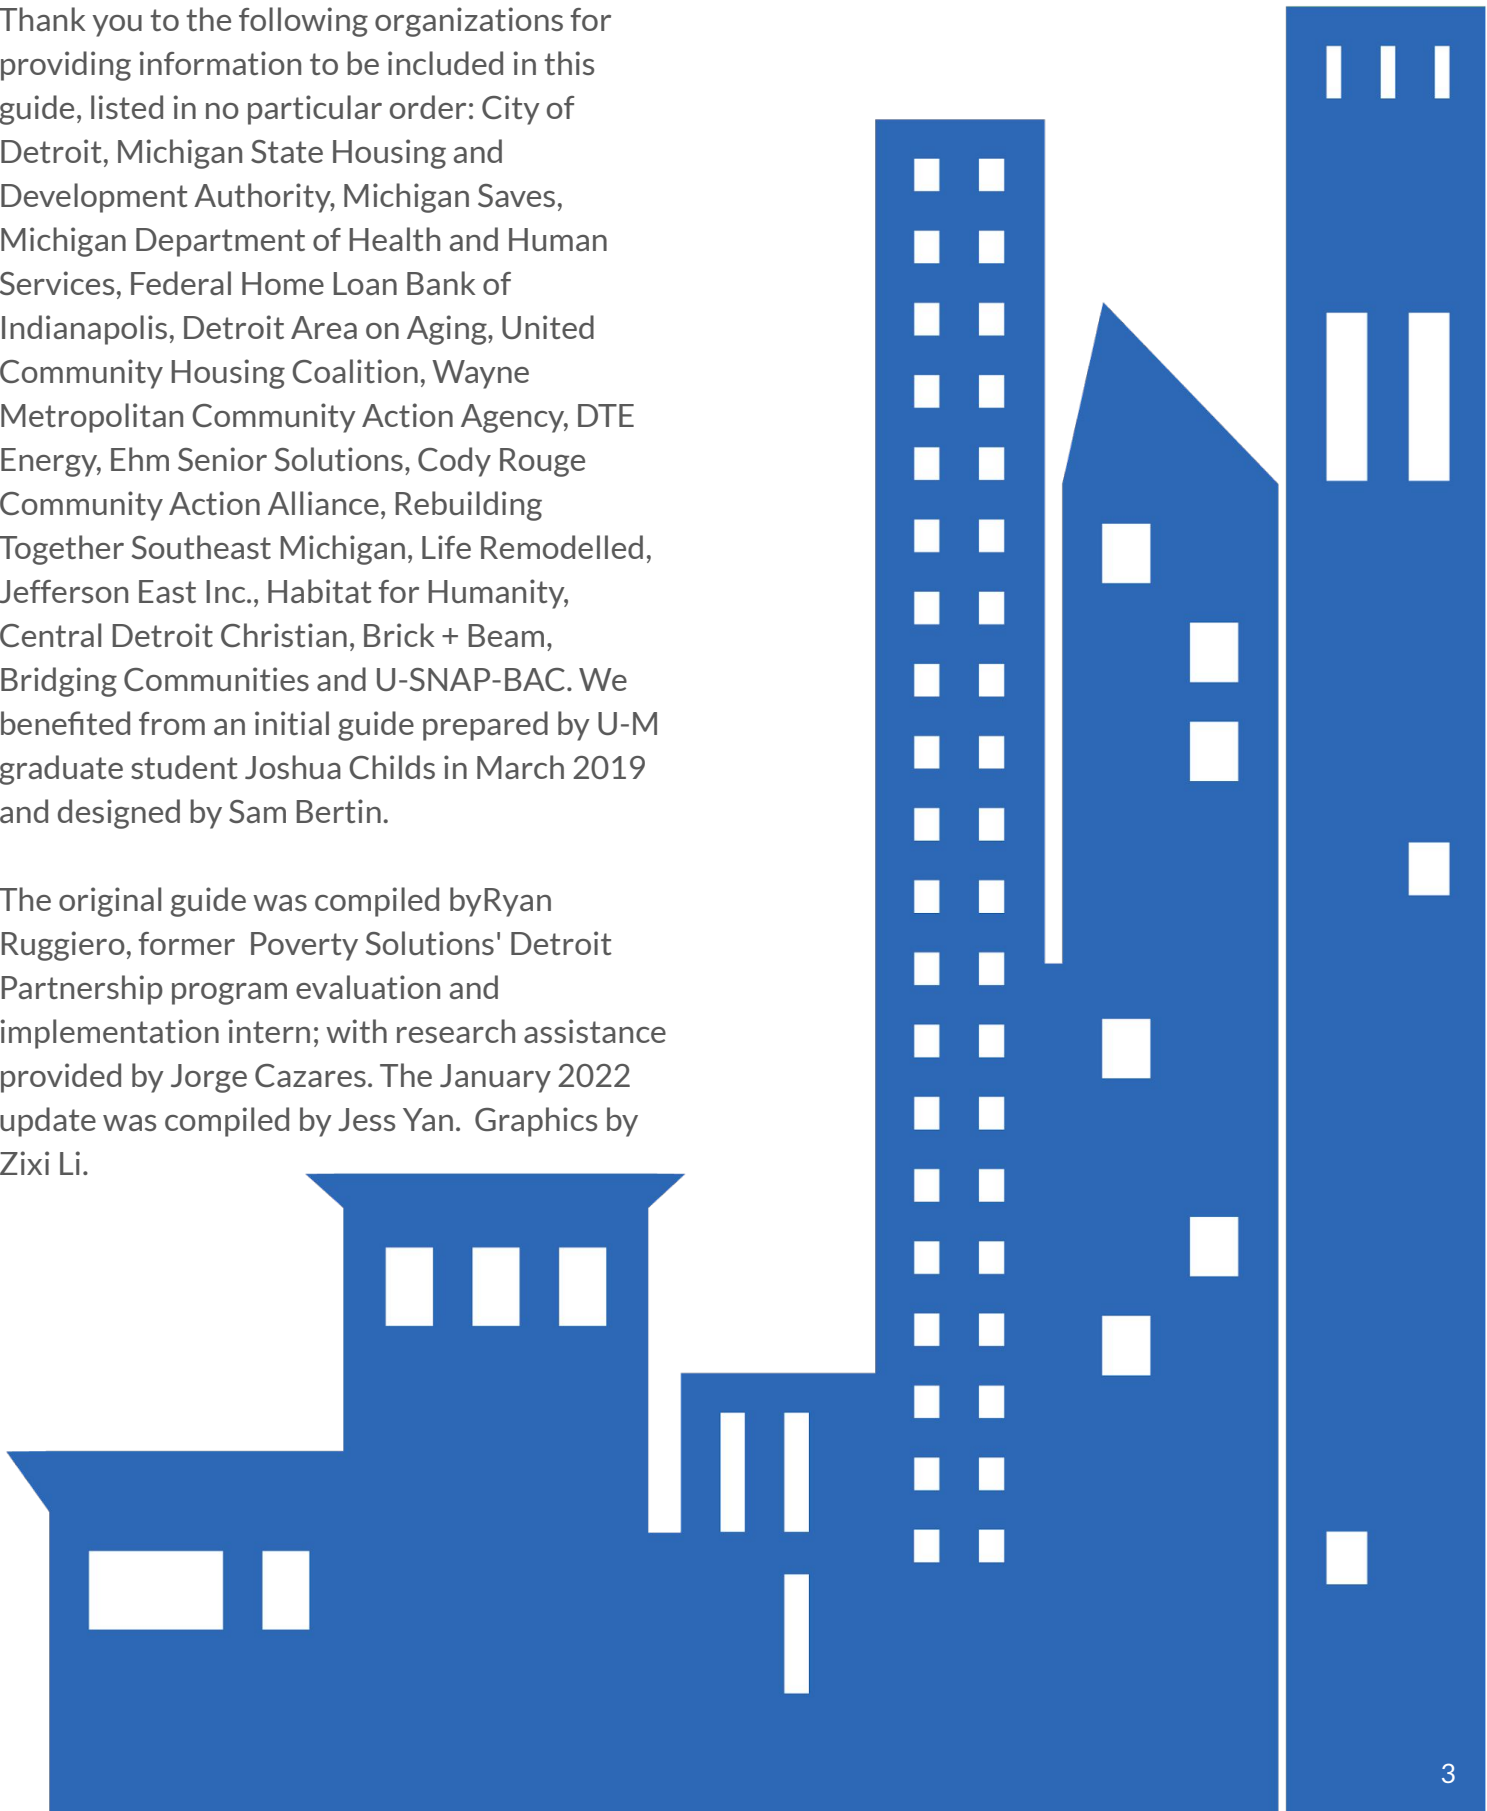 Thank you to the following organizations for
providing information to be included in this
guide, listed in no particular order: City of
Detroit, Michigan State Housing and
Development Authority, Michigan Saves,
Michigan Department of Health and Human
Services, Federal Home Loan Bank of
Indianapolis, Detroit Area on Aging, United
Community Housing Coalition, Wayne
Metropolitan Community Action Agency, DTE
Energy, Ehm Senior Solutions, Cody Rouge
Community Action Alliance, Rebuilding
Together Southeast Michigan, Life Remodelled,
Jefferson East Inc., Habitat for Humanity,
Central Detroit Christian, Brick + Beam,
Bridging Communities and U-SNAP-BAC. We
benefited from an initial guide prepared by U-M
graduate student Joshua Childs in March 2019
and designed by Sam Bertin.

The original guide was compiled byRyan
Ruggiero, former  Poverty Solutions' Detroit
Partnership program evaluation and
implementation intern; with research assistance
provided by Jorge Cazares. The January 2022
update was compiled by Jess Yan.  Graphics by
Zixi Li.
3